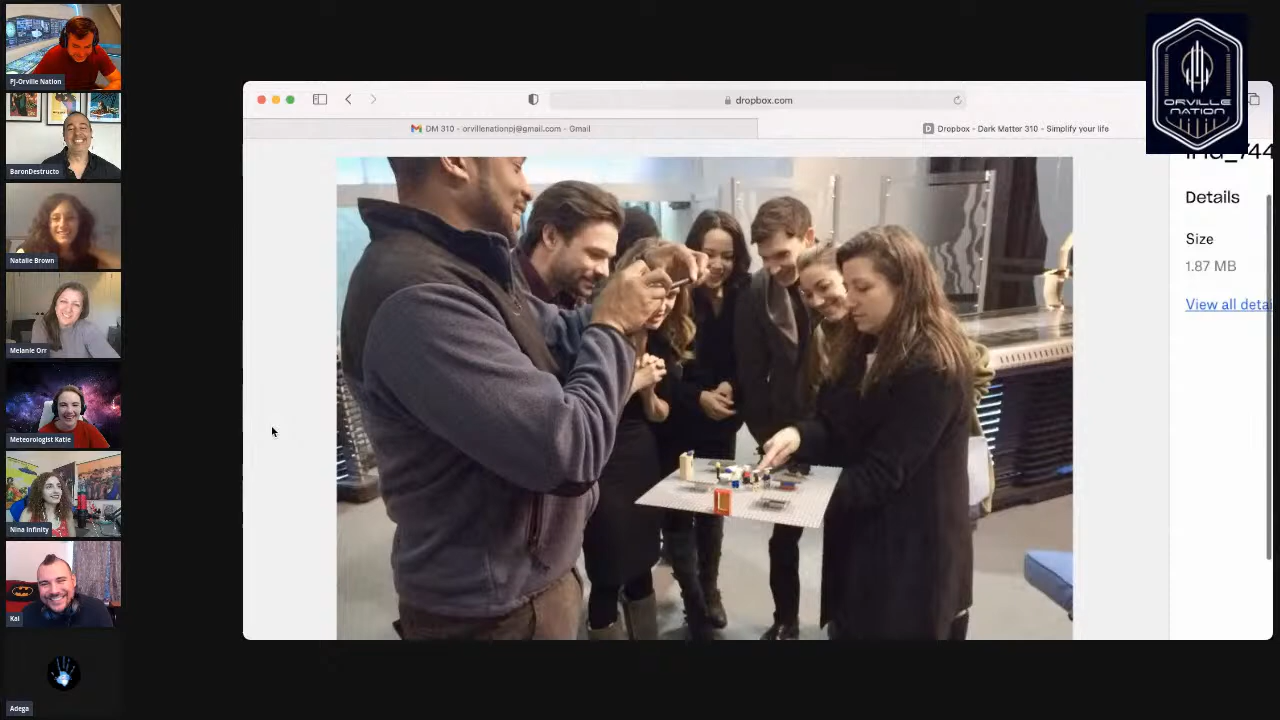 PJ-Orville Nation
BaronDestructo
Natalie Brown
Melanie Orr
Meteorologist Katie
Nina Infinity
Kai
Adega
dropbox.com
DM 310 - orvillenationpj@gmail.com - Gmail
Dropbox - Dark Matter 310 - Simplify your life
ORVILLE
NATION
Details
Size
1.87 MB
View all detai